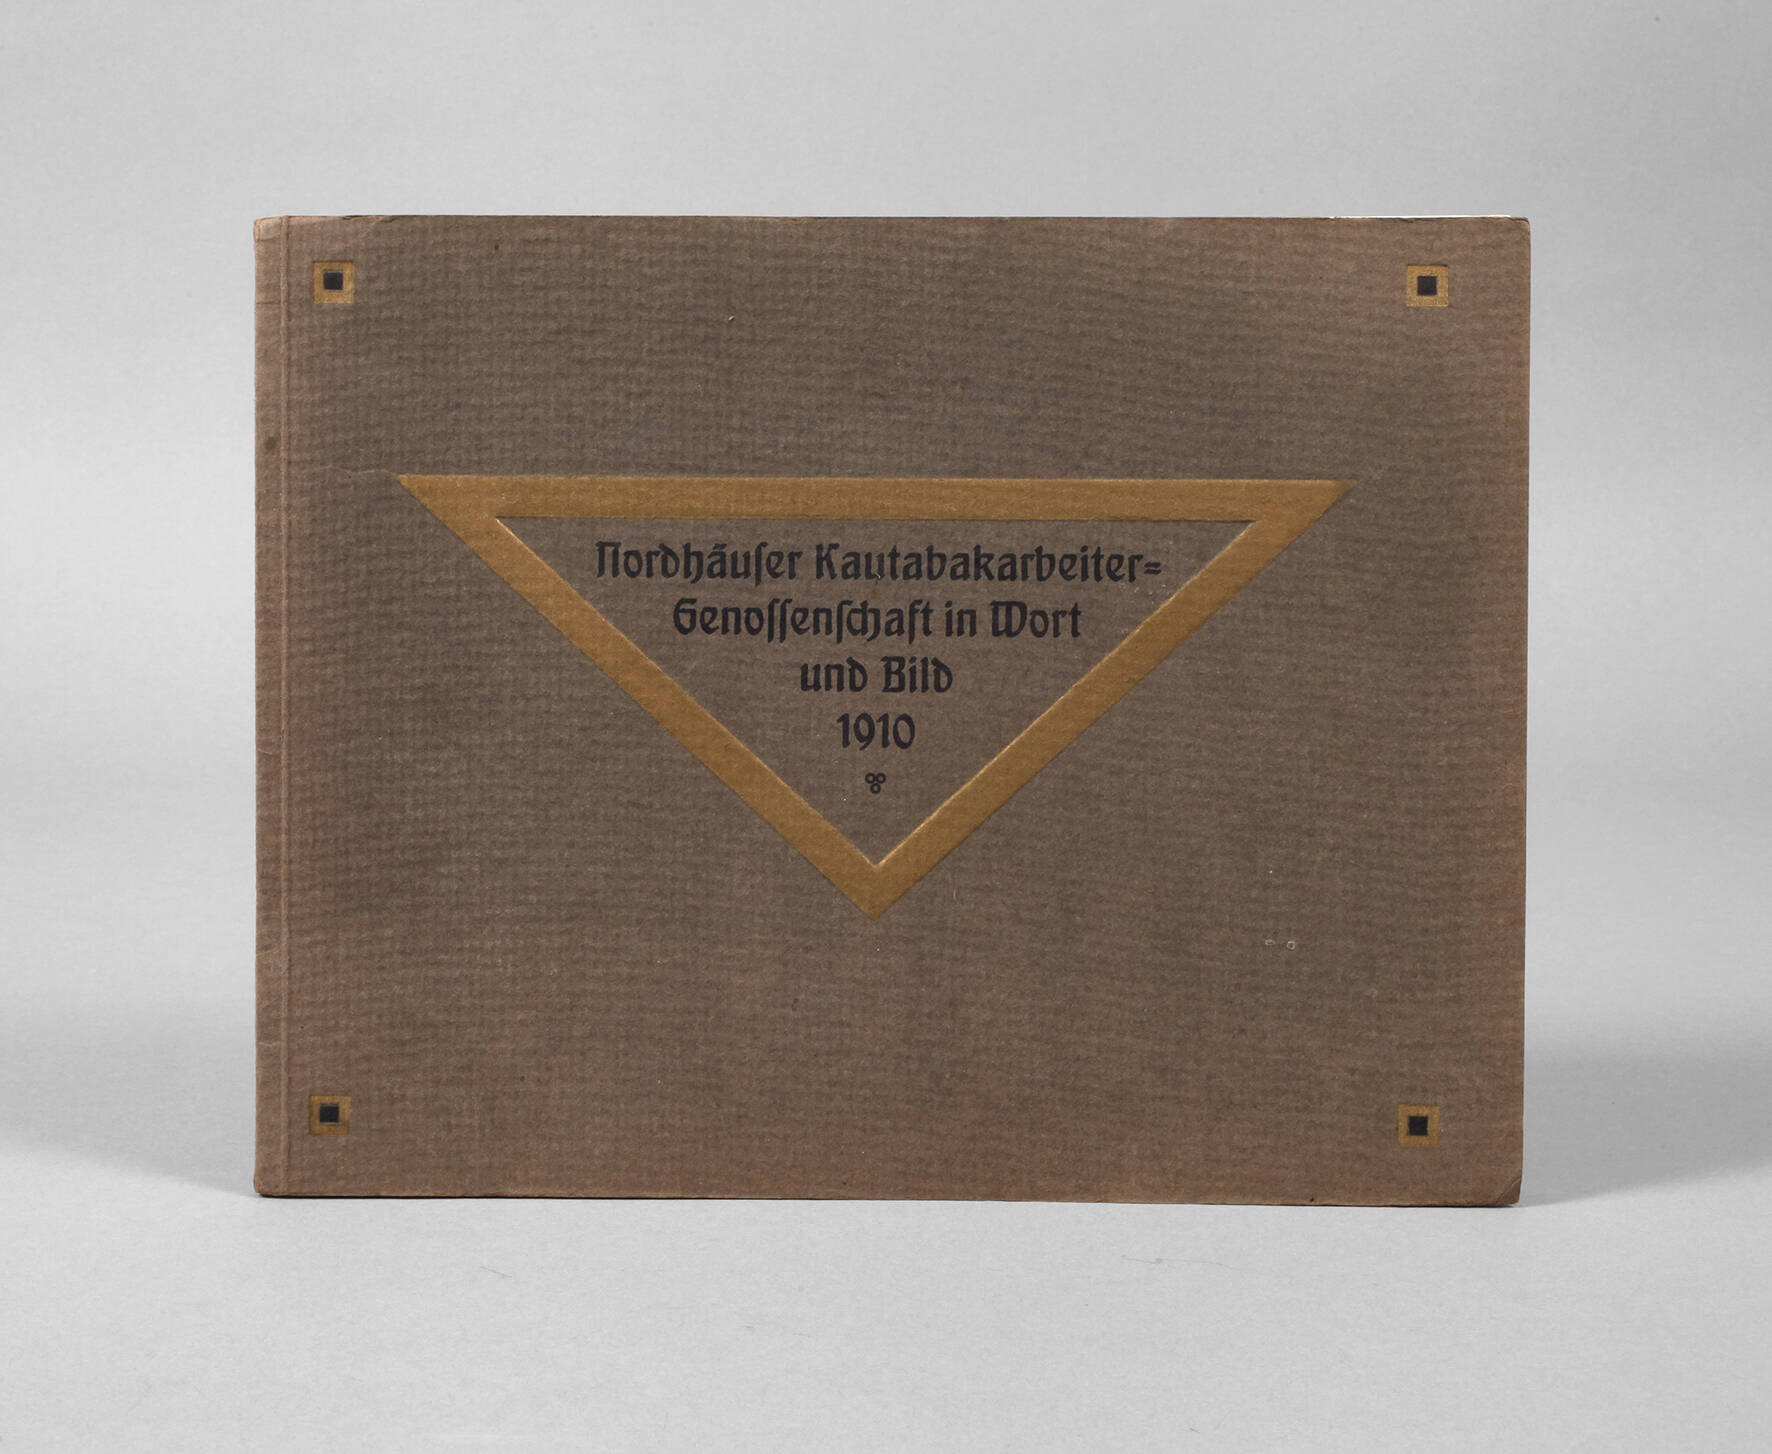 Nordhäuſer Kautabakarbeiter=
Genoſſenſchaft in Wort
und Bild
1910